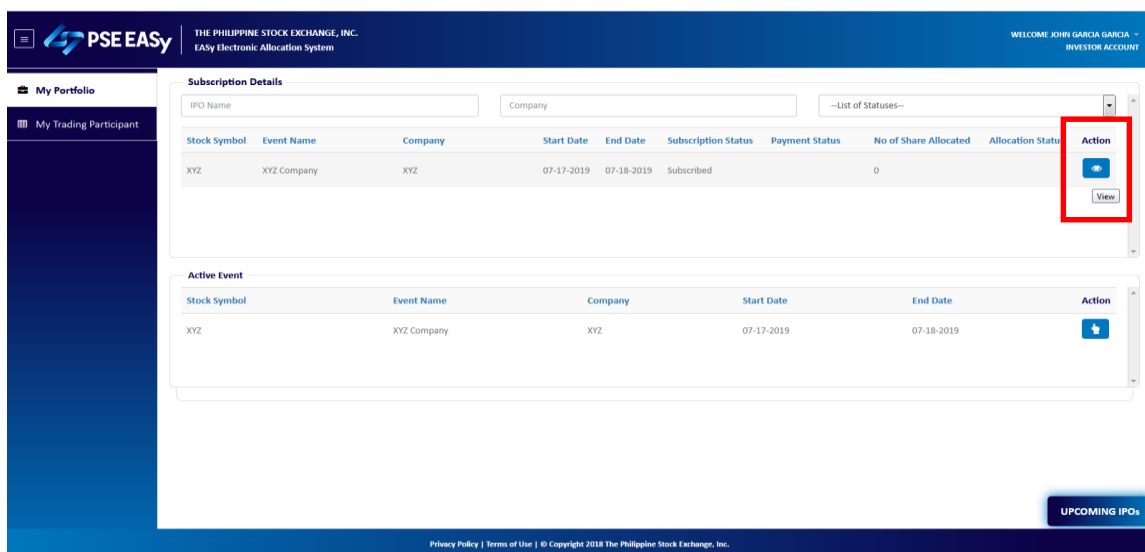 PSE EASy
THE PHILIPPINE STOCK EXCHANGE, INC.
EASy Electronic Allocation System
WELCOME JOHN GARCIA GARCIA
INVESTOR ACCOUNT
My Portfolio
My Trading Participant
Subscription Details
IPO Name Company --List of Statuses--
Stock Symbol Event Name Company Start Date End Date Subscription Status Payment Status No of Share Allocated Allocation Statu Action
XYZ XYZ Company XYZ 07-17-2019 07-18-2019 Subscribed 0
View
Active Event
Stock Symbol Event Name Company Start Date End Date Action
XYZ XYZ Company XYZ 07-17-2019 07-18-2019
UPCOMING IPOs
Privacy Policy | Terms of Use | © Copyright 2018 The Philippine Stock Exchange, Inc.